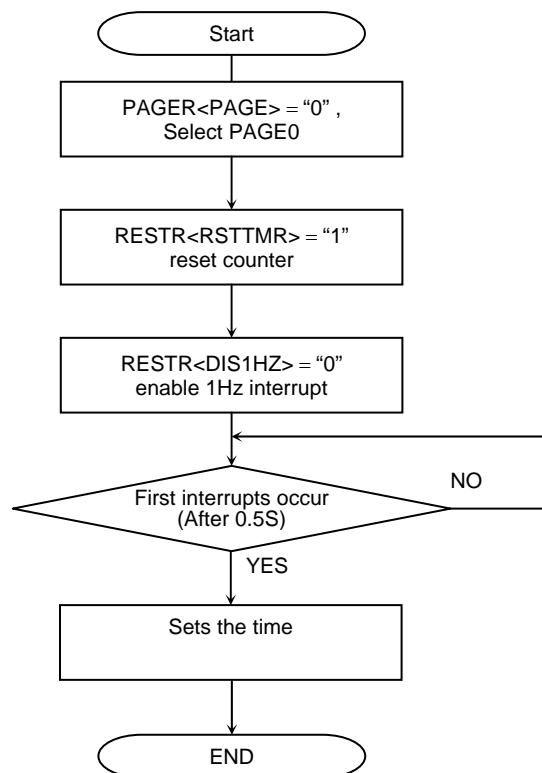 Start
PAGER<PAGE> = “0” ,
Select PAGE0
RESTR<RSTTMR> = “1”
reset counter
RESTR<DIS1HZ> = “0”
enable 1Hz interrupt
First interrupts occur
(After 0.5S)
NO
YES
Sets the time
END